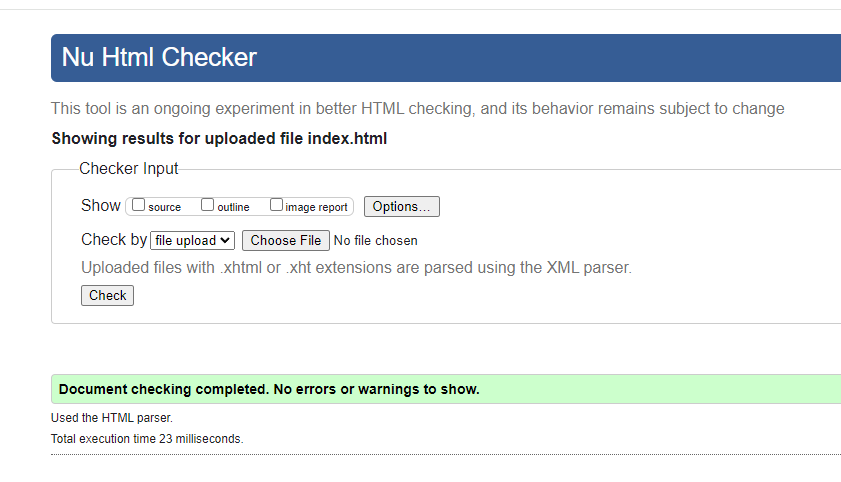 Nu Html Checker
This tool is an ongoing experiment in better HTML checking, and its behavior remains subject to change
Showing results for uploaded file index.html
Checker Input
Show source outline image report Options...
Check by file upload Choose File No file chosen
Uploaded files with .xhtml or .xht extensions are parsed using the XML parser.
Check
Document checking completed. No errors or warnings to show.
Used the HTML parser.
Total execution time 23 milliseconds.